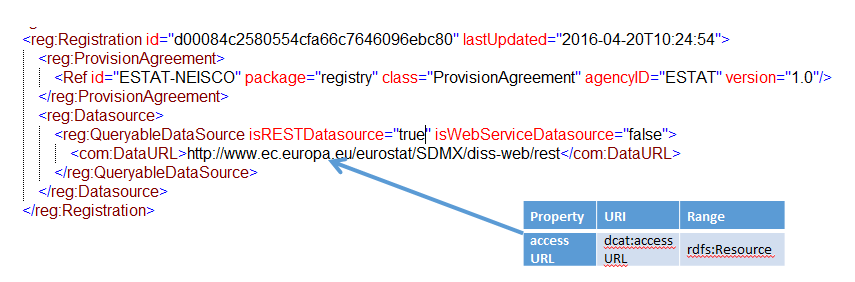 <reg:Registration id="d00084c2580554cfa66c7646096ebc80" lastUpdated="2016-04-20T10:24:54">
<reg:ProvisionAgreement>
<Ref id="ESTAT-NEISCO" package="registry" class="ProvisionAgreement" agencyID="ESTAT" version="1.0"/>
</reg:ProvisionAgreement>
<reg:Datasource>
<reg:QueryableDataSource isRESTDatasource="true" isWebServiceDatasource="false">
<com:DataURL>http://www.ec.europa.eu/eurostat/SDMX/diss-web/rest</com:DataURL>
</reg:QueryableDataSource>
</reg:Datasource>
</reg:Registration>
Property URI Range
access URL dcat:access URL rdfs:Resource